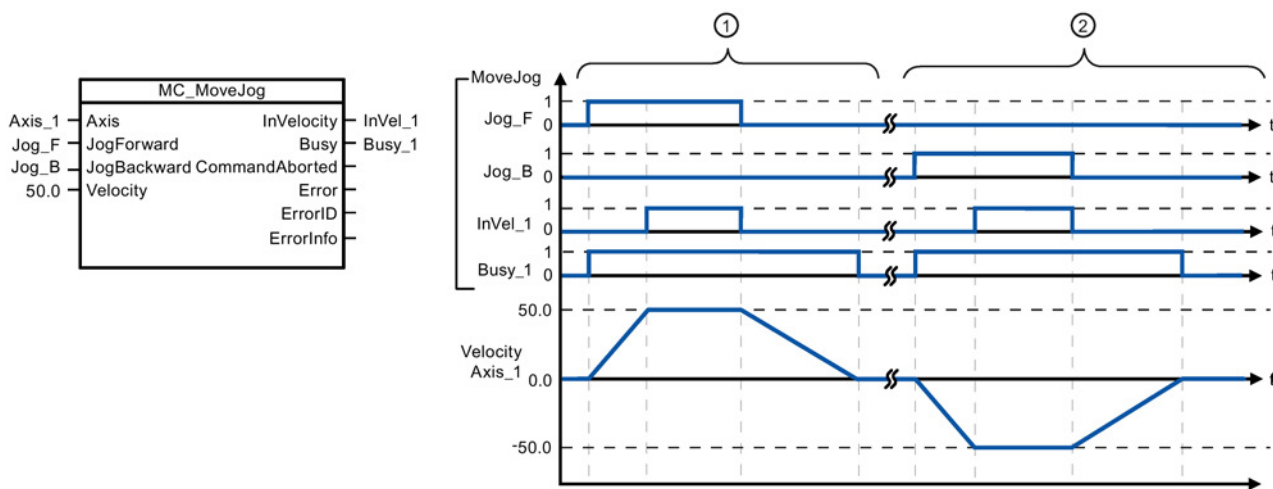 MC_MoveJog
Axis_1 Axis InVelocity InVel_1
Jog_F JogForward Busy Busy_1
Jog_B JogBackward CommandAborted
50.0 Velocity Error
ErrorID
ErrorInfo
① ②
MoveJog
Jog_F 1 0 t
Jog_B 1 0 t
InVel_1 1 0 t
Busy_1 1 0 t
50.0
Velocity
Axis_1
0.0 t
-50.0